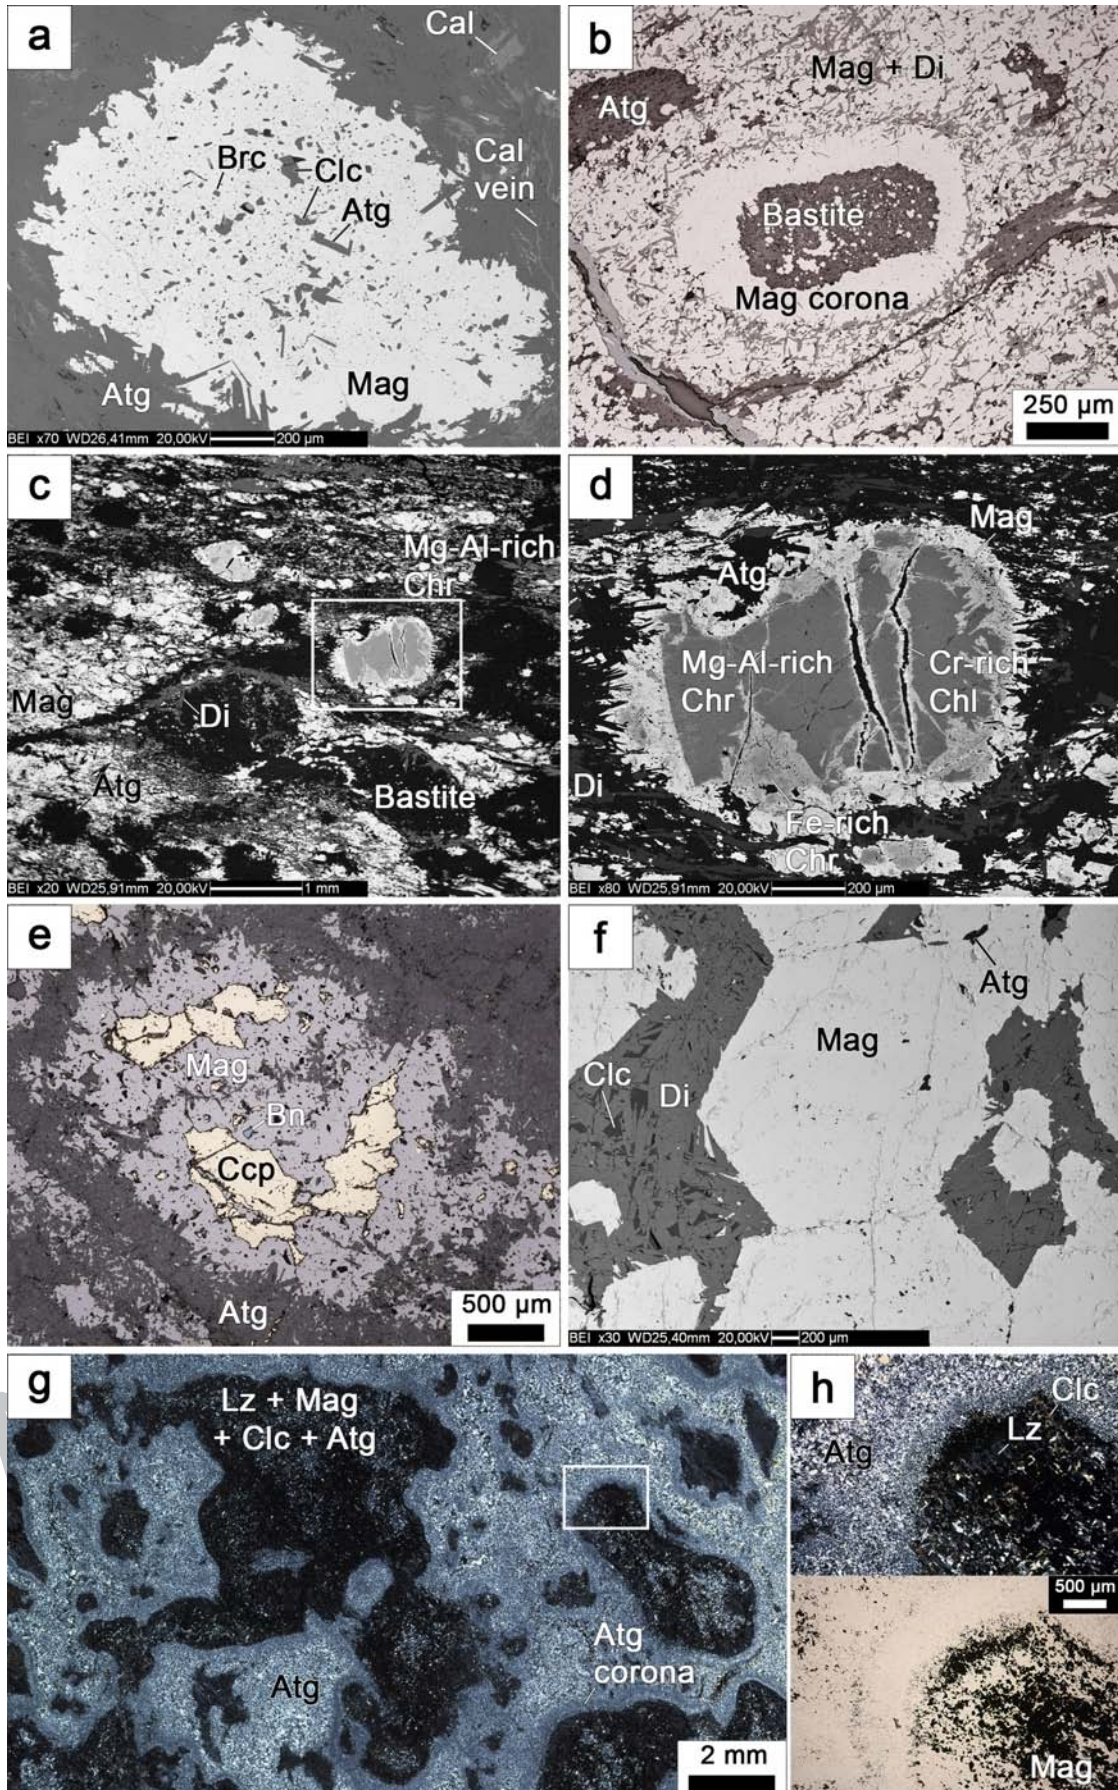 a
Cal
Brc
Clc
Atg
Cal
vein
Atg
Mag
BEI x70 WD26,41mm 20,00kV 200 µm
b
Mag + Di
Atg
Bastite
Mag corona
250 µm
c
Mg-Al-rich
Chr
Mag
Di
Atg
Bastite
BEI x20 WD25,91mm 20,00kV 1 mm
d
Mag
Atg
Mg-Al-rich
Chr
Cr-rich
Chl
Di
Fe-rich
Chr
BEI x80 WD25,91mm 20,00kV 200 µm
e
Mag
Bn
Ccp
Atg
500 µm
f
Atg
Mag
Clc
Di
BEI x30 WD25,40mm 20,00kV 200 µm
g
Lz + Mag
+ Clc + Atg
Atg
corona
Atg
2 mm
h
Clc
Lz
Atg
500 µm
Mag